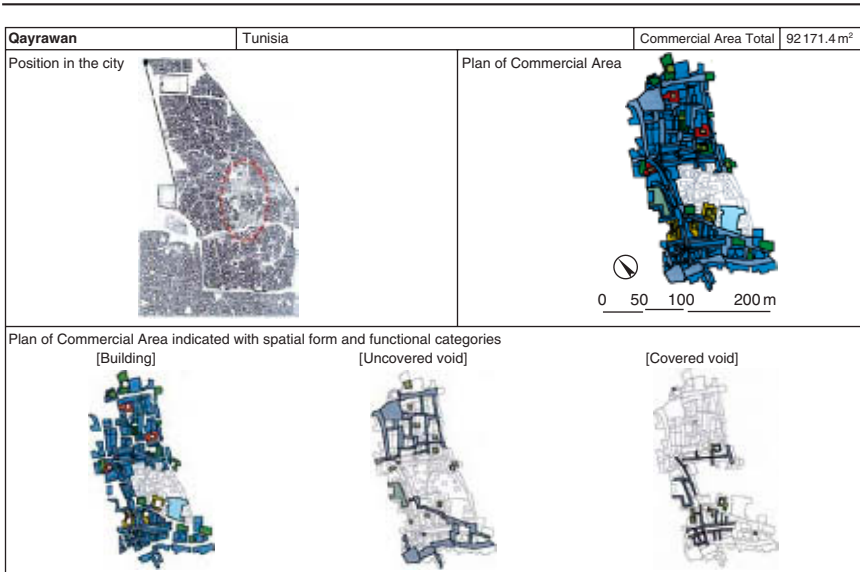 Qayrawan Tunisia Commercial Area Total 92 171.4 m²
Position in the city Plan of Commercial Area
0 50 100 200 m
Plan of Commercial Area indicated with spatial form and functional categories
[Building] [Uncovered void] [Covered void]